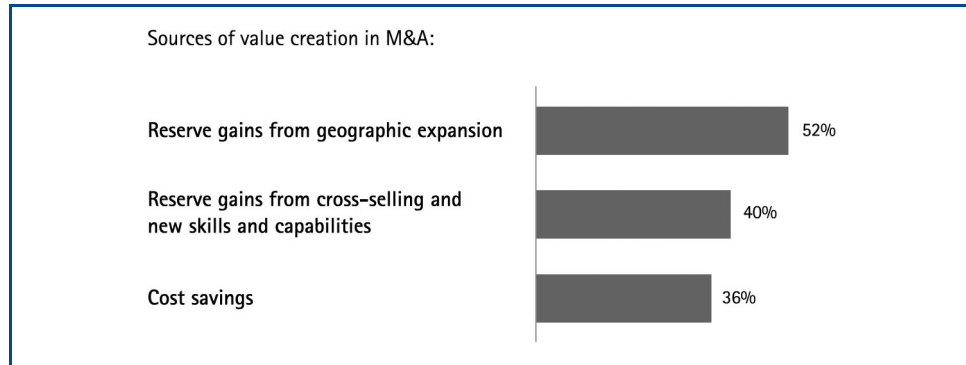 Sources of value creation in M&A:
Reserve gains from geographic expansion
52%
Reserve gains from cross-selling and
new skills and capabilities
40%
Cost savings
36%